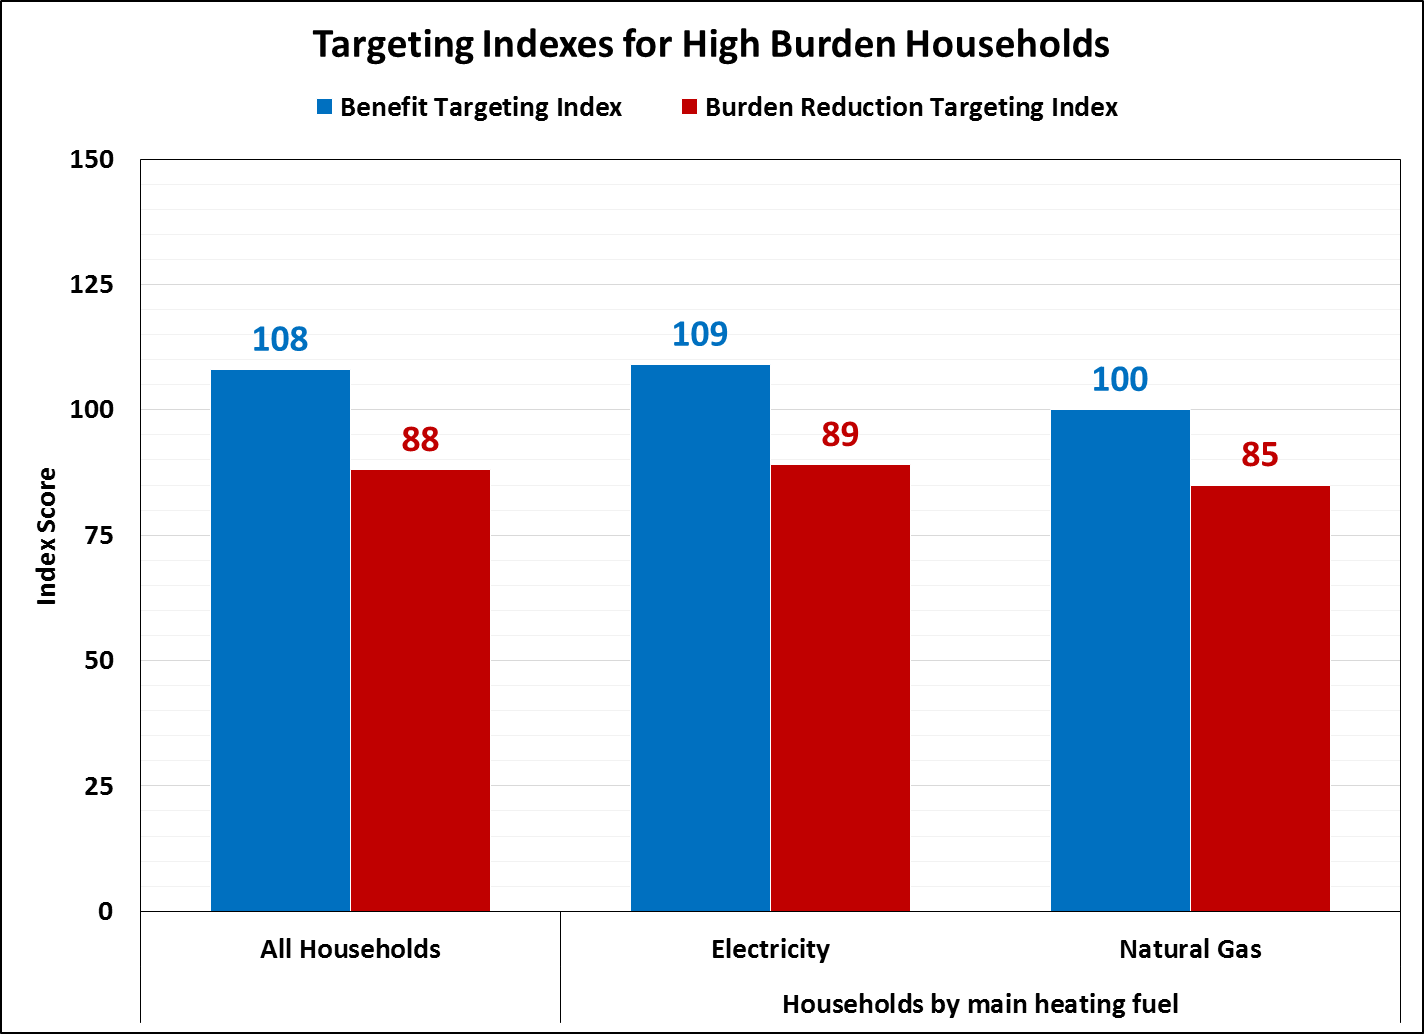 Targeting Indexes for High Burden Households
Benefit Targeting Index Burden Reduction Targeting Index
150
125
100
75
50
25
0
Index Score
108
88
109
89
100
85
All Households Electricity Natural Gas
Households by main heating fuel